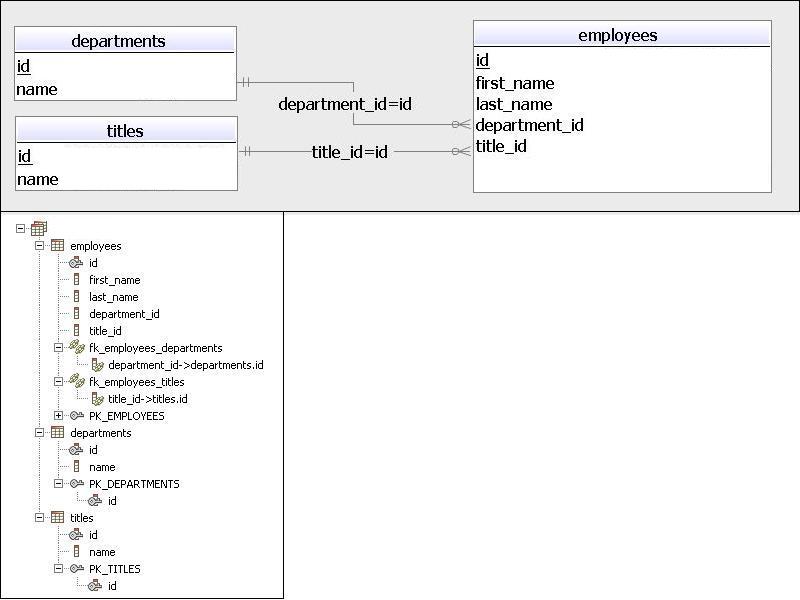 departments
id
name
titles
id
name
department_id=id
title_id=id
employees
id
first_name
last_name
department_id
title_id
employees
id
first_name
last_name
department_id
title_id
fk_employees_departments
department_id->departments.id
fk_employees_titles
title_id->titles.id
PK_EMPLOYEES
departments
id
name
PK_DEPARTMENTS
id
titles
id
name
PK_TITLES
id